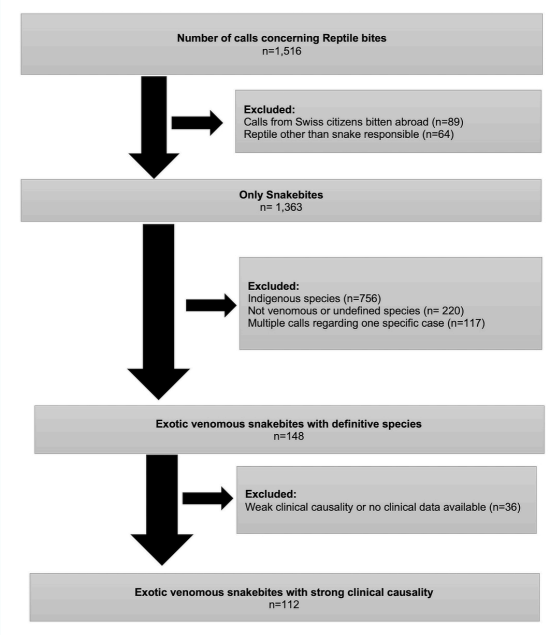 Number of calls concerning Reptile bites
n=1,516
Excluded:
Calls from Swiss citizens bitten abroad (n=89)
Reptile other than snake responsible (n=64)
Only Snakebites
n= 1,363
Excluded:
Indigenous species (n=756)
Not venomous or undefined species (n= 220)
Multiple calls regarding one specific case (n=117)
Exotic venomous snakebites with definitive species
n=148
Excluded:
Weak clinical causality or no clinical data available (n=36)
Exotic venomous snakebites with strong clinical causality
n=112